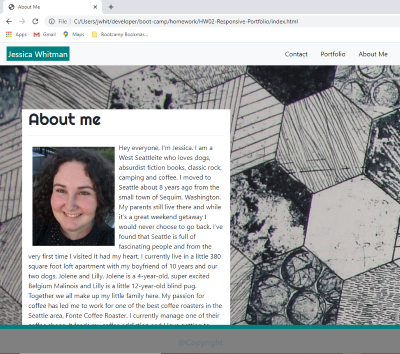 About Me
File | C:/Users/jwhit/developer/boot-camp/homework/HW02-Responsive-Portfolio/index.html
Apps Gmail Maps Bootcamp Bookmar...
Jessica Whitman Contact Portfolio About Me
About me
Hey everyone, I'm Jessica. I am a
West Seattleite who loves dogs,
absurdist fiction books, classic rock,
camping and coffee. I moved to
Seattle about 8 years ago from the
small town of Sequim, Washington.
My parents still live there and while
it's a great weekend getaway I
would never choose to go back. I've
found that Seattle is full of
fascinating people and from the
very first time I visited it had my heart. I currently live in a little 380
square foot loft apartment with my boyfriend of 10 years and our
two dogs. Jolene and Lilly. Jolene is a 4-year-old, super excited
Belgium Malinois and Lilly is a little 12-year-old blind pug.
Together we all make up my little family here. My passion for
coffee has led me to work for one of the best coffee roasters in the
Seattle area, Fonte Coffee Roaster. I currently manage one of their
@Copyright